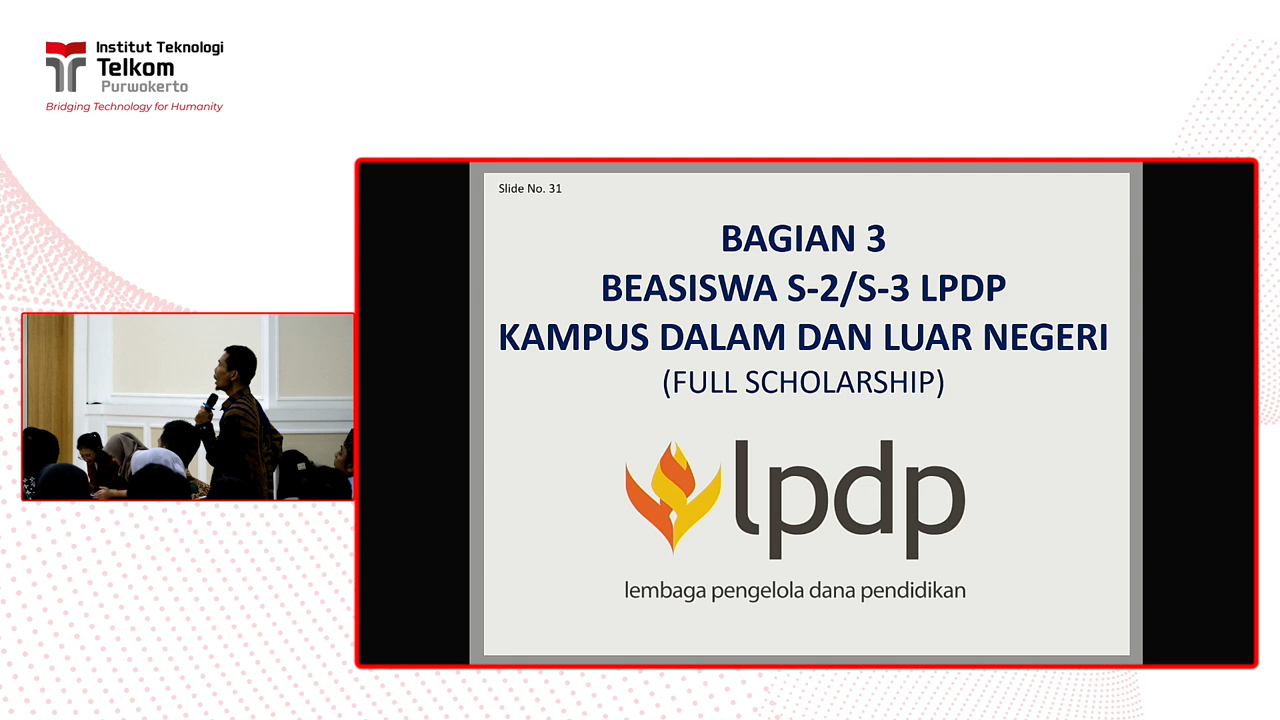 Institut Teknologi
Telkom
Purwokerto
Bridging Technology for Humanity
Slide No. 31
BAGIAN 3
BEASISWA S-2/S-3 LPDP
KAMPUS DALAM DAN LUAR NEGERI
(FULL SCHOLARSHIP)
lpdp
lembaga pengelola dana pendidikan